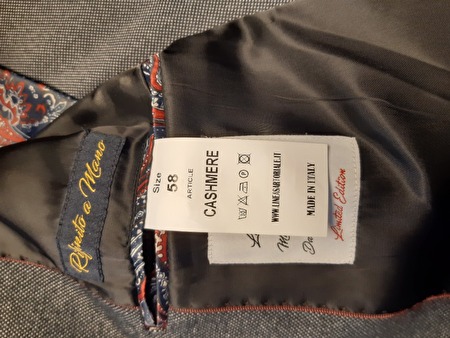 Rifinito a Mano
Size
58
ARTICLE
CASHMERE
WWW.LINEASARTORIALE.IT
MADE IN ITALY
Limited Edition